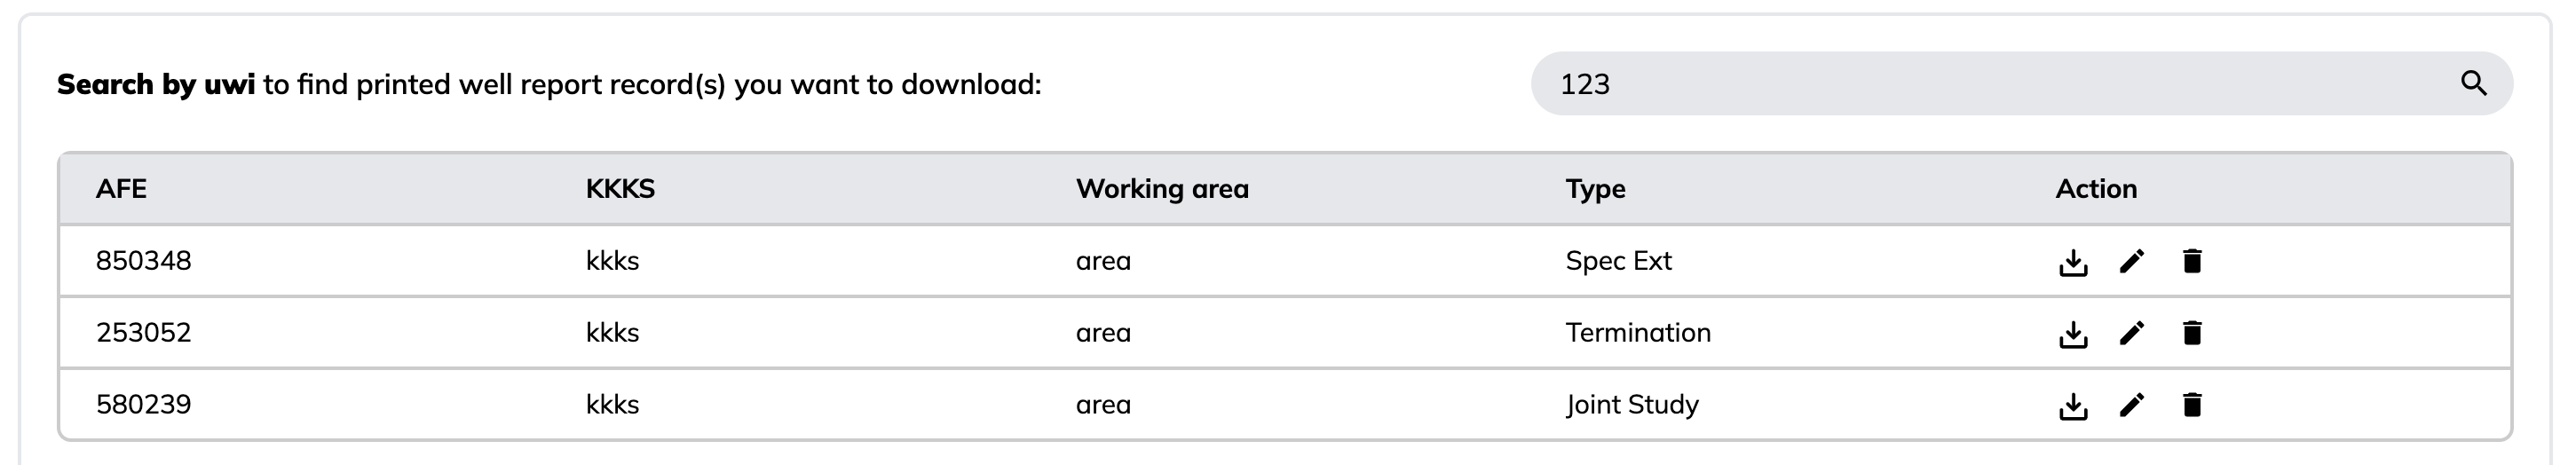 Search by uwi to find printed well report record(s) you want to download:
123
AFE KKKS Working area Type Action
850348 kkks area Spec Ext
253052 kkks area Termination
580239 kkks area Joint Study